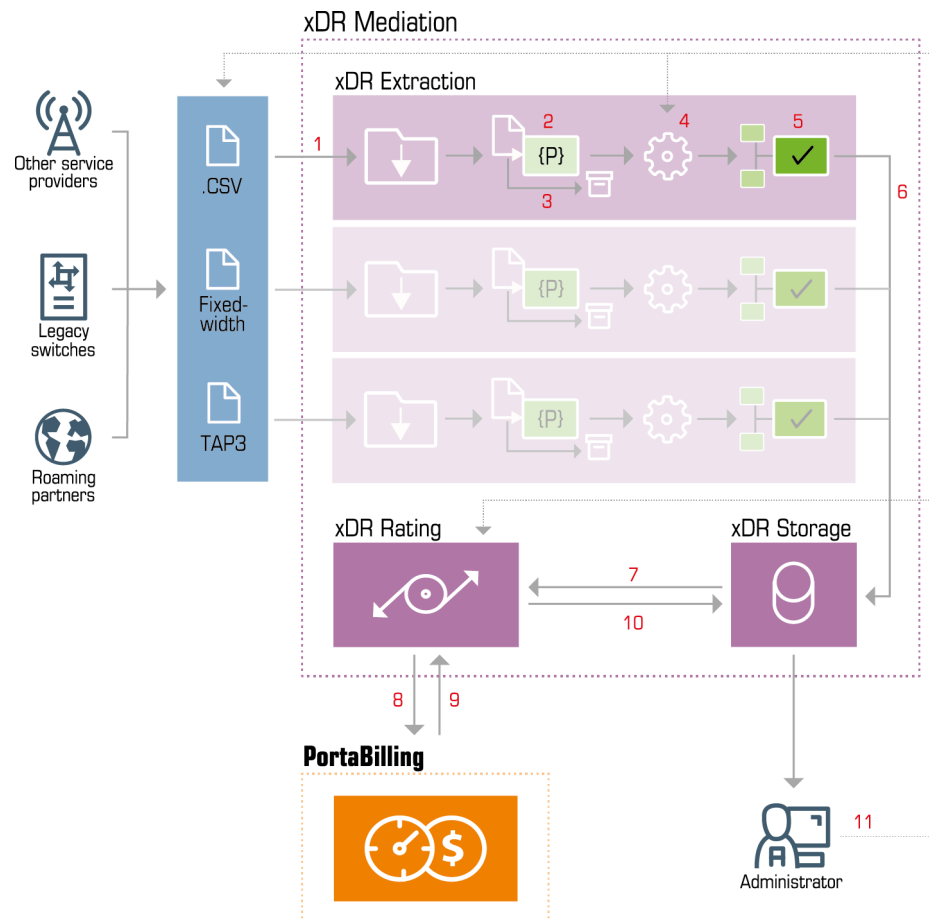 xDR Mediation
xDR Extraction
Other service
providers
Legacy
switches
Roaming
partners
.CSV
Fixed-
width
TAP3
1
2
{P}
3
4
5
6
{P}
{P}
xDR Rating
xDR Storage
7
10
8
9
PortaBilling
$
11
Administrator